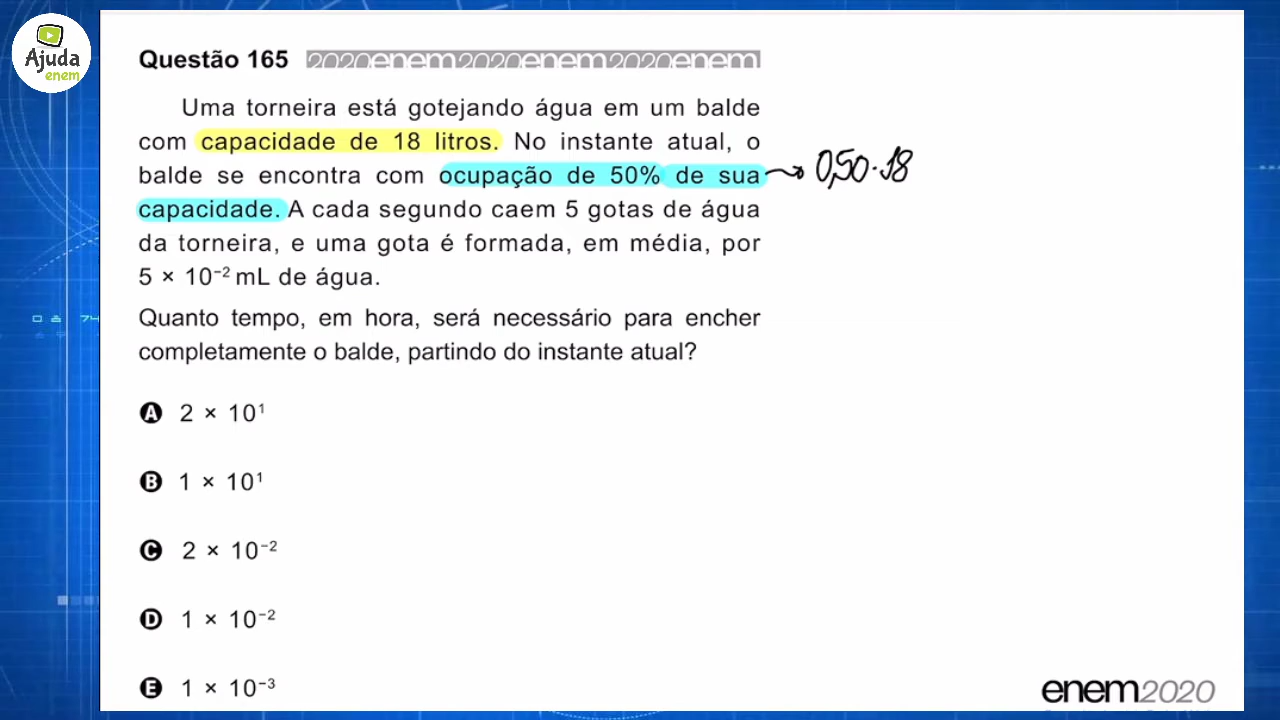 Ajuda
enem
Questão 165 2020enem2020enem2020enem
Uma torneira está gotejando água em um balde
com capacidade de 18 litros. No instante atual, o
balde se encontra com ocupação de 50% de sua → 0,50·18
capacidade. A cada segundo caem 5 gotas de água
da torneira, e uma gota é formada, em média, por
5 × 10⁻² mL de água.
Quanto tempo, em hora, será necessário para encher
completamente o balde, partindo do instante atual?
A 2 × 10¹
B 1 × 10¹
C 2 × 10⁻²
D 1 × 10⁻²
E 1 × 10⁻³
enem2020